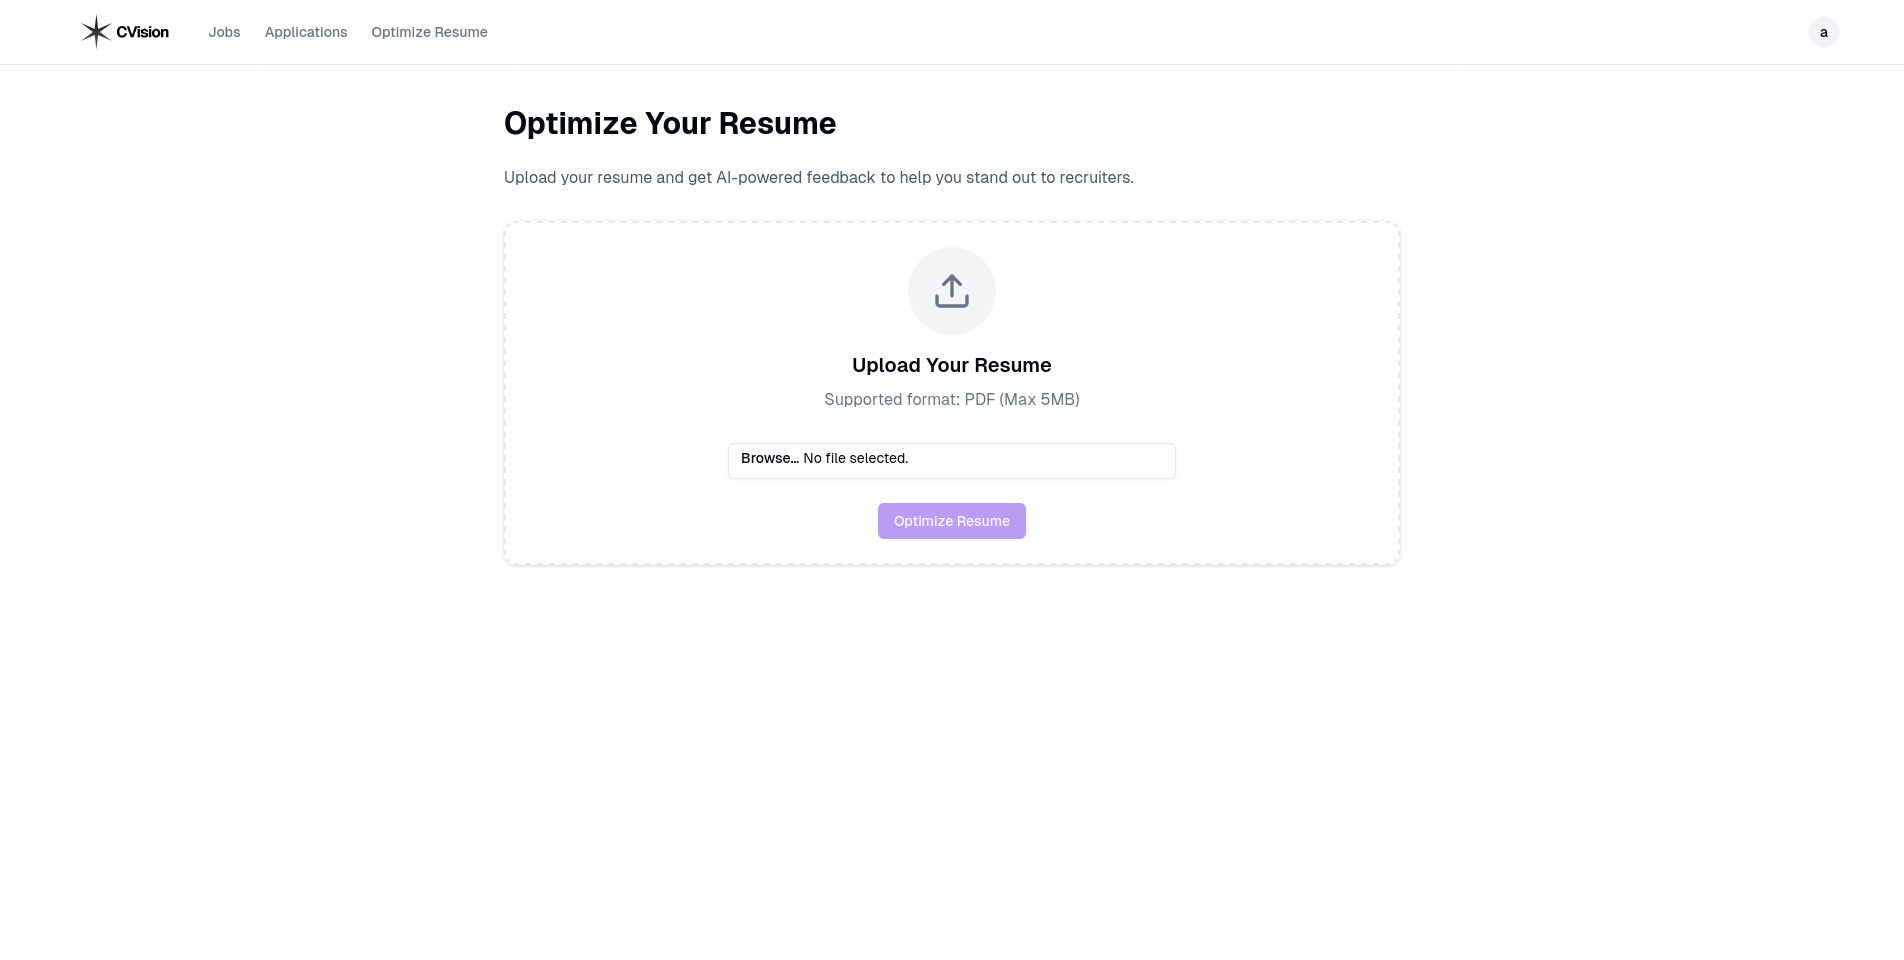 CVision
Jobs
Applications
Optimize Resume
a
Optimize Your Resume
Upload your resume and get AI-powered feedback to help you stand out to recruiters.
Upload Your Resume
Supported format: PDF (Max 5MB)
Browse... No file selected.
Optimize Resume